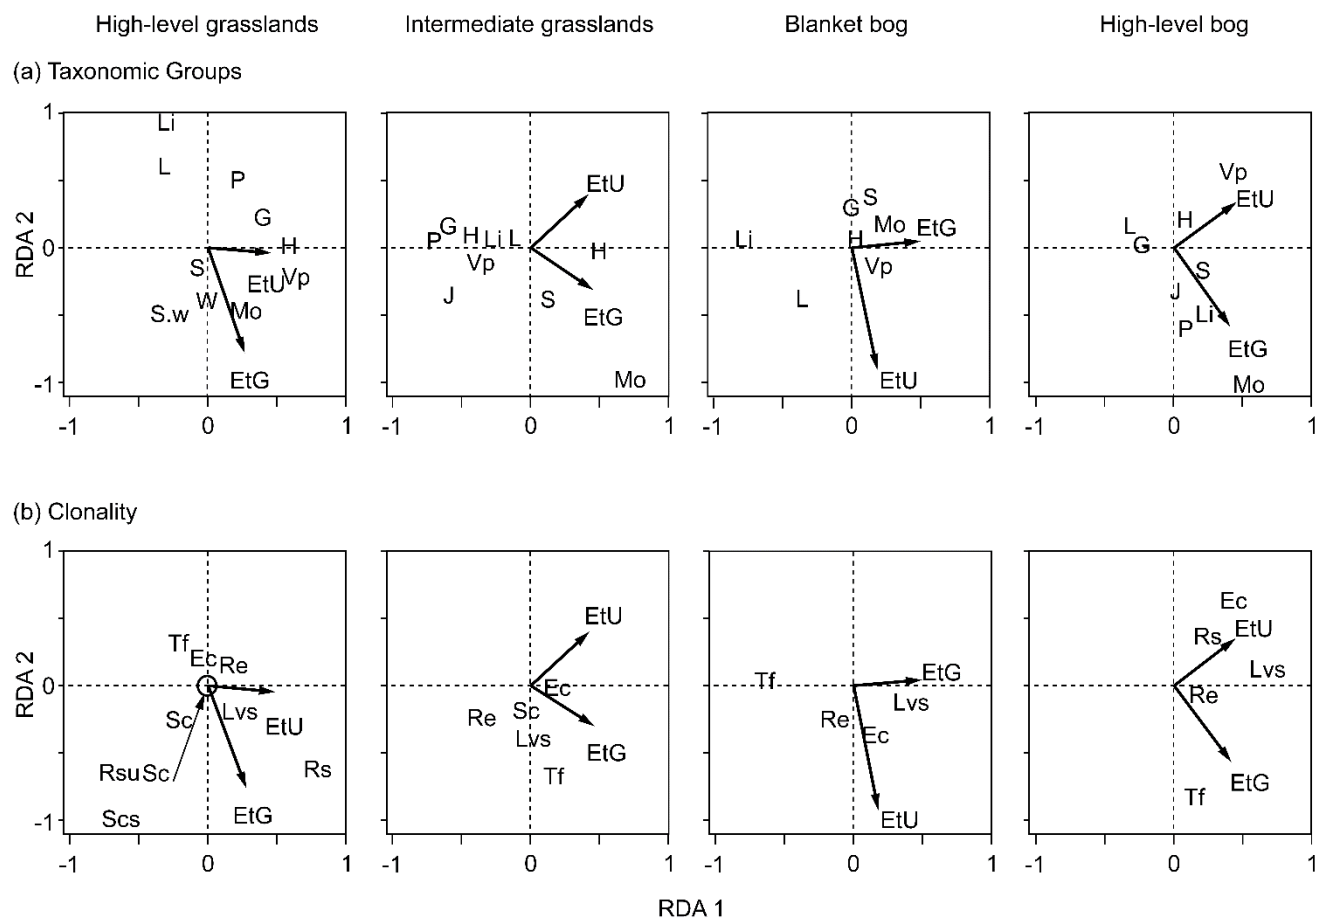 High-level grasslands Intermediate grasslands Blanket bog High-level bog
(a) Taxonomic Groups
1
Li
L P Vp
EtU S EtU
G G G Mo EtG L H
RDA 2 0 H P H Li L H Li H G
S Vp Vp Vp S
EtU J S L J
S.w W Mo EtG P Li
EtG
-1 EtG Mo EtU Mo
-1 0 1 -1 0 1 -1 0 1 -1 0 1
(b) Clonality
1
Ec
EtU Rs EtU
Tf Ec Re EtG Lvs
RDA 2 0 Ec Tf Lvs Re
Sc Lvs Re Sc Re
EtU Lvs Ec
RsuSc Rs Tf EtG EtG
Scs EtG Tf
-1 EtU
-1 0 1 -1 0 1 -1 0 1 -1 0 1
RDA 1